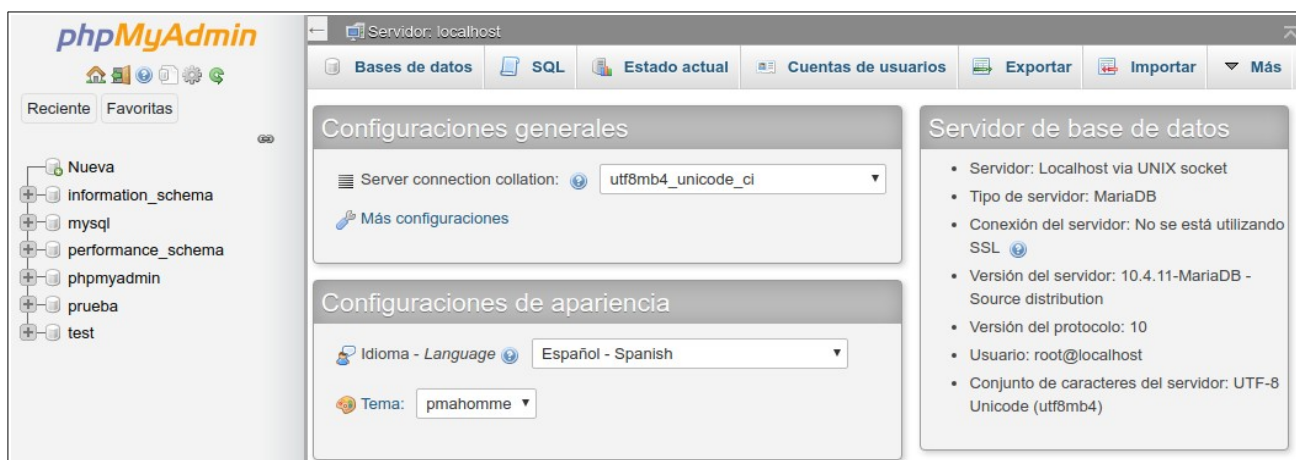 phpMyAdmin
Reciente Favoritas
Nueva
information_schema
mysql
performance_schema
phpmyadmin
prueba
test
Servidor: localhost
Bases de datos SQL Estado actual Cuentas de usuarios Exportar Importar Más
Configuraciones generales
Server connection collation: utf8mb4_unicode_ci
Más configuraciones
Configuraciones de apariencia
Idioma - Language Español - Spanish
Tema: pmahomme
Servidor de base de datos
• Servidor: Localhost via UNIX socket
• Tipo de servidor: MariaDB
• Conexión del servidor: No se está utilizando
SSL
• Versión del servidor: 10.4.11-MariaDB -
Source distribution
• Versión del protocolo: 10
• Usuario: root@localhost
• Conjunto de caracteres del servidor: UTF-8
Unicode (utf8mb4)